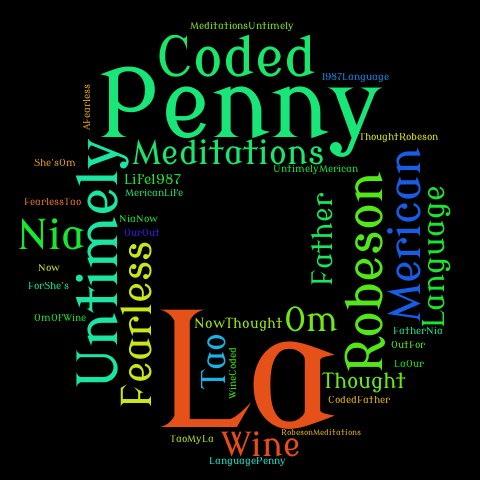 MeditationsUntimely
Coded
1987Language
Penny
AFearless
ThoughtRobeson
Meditations
She'sOm
UntimelyMerican
LiFe1987
MericanLiFe
FearlessTao
Untimely
Nia
NiaNow
OurOut
Father
Robeson
Merican
Language
Now
Fearless
ForShe's
OmOFWine
La
NowThought
Om
FatherNia
Tao
WineCoded
OutFor
LaOur
Thought
CodedFather
TaoMyLa
Wine
RobesonMeditations
LanguagePenny